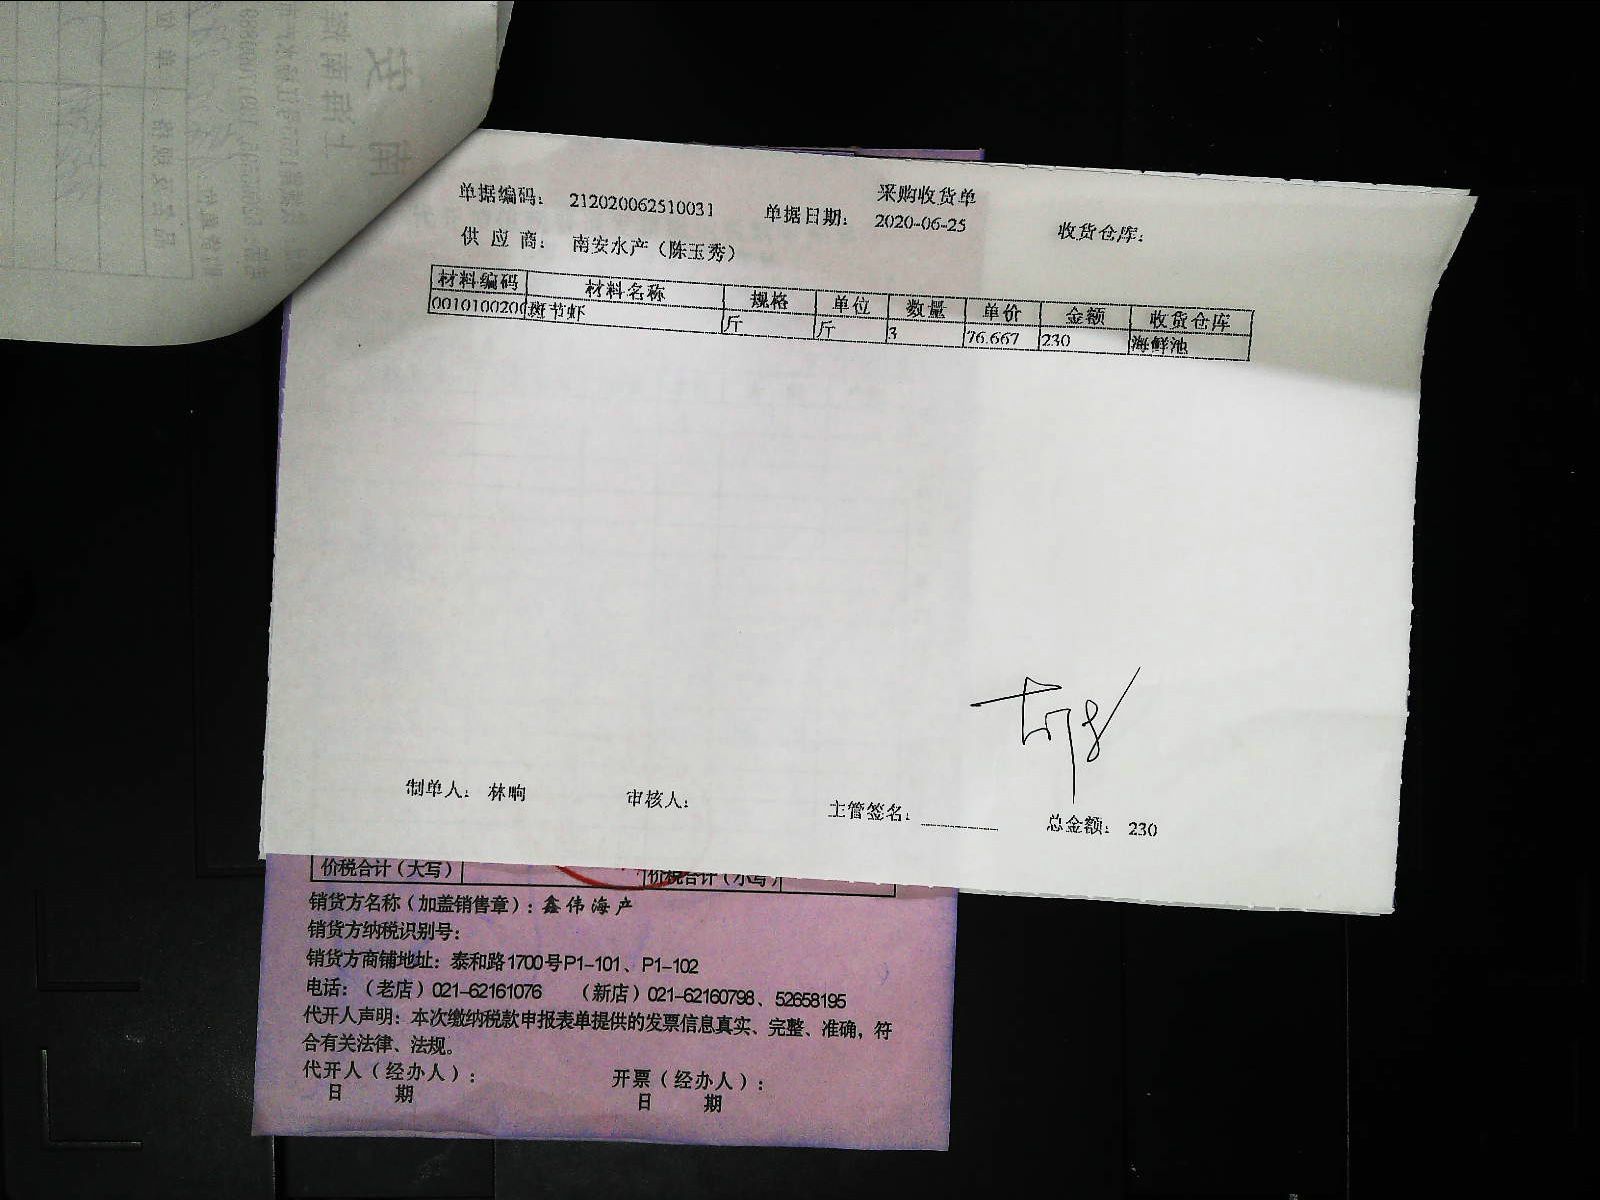 采购收货单
单据编码： 212020062510031 单据日期： 2020-06-25 收货仓库：
供 应 商： 南安水产（陈玉秀）
材料编码 材料名称 规格 单位 数量 单价 金额 收货仓库
0010100200 斑节虾 斤 斤 3 76.667 230 海鲜池
制单人： 林晌 审核人： 主管签名： 总金额： 230
价税合计（大写） 价税合计（小写）
销货方名称（加盖销售章）：鑫伟海产
销货方纳税识别号：
销货方商铺地址：泰和路1700号P1-101、P1-102
电话：（老店）021-62161076 （新店）021-62160798、52658195
代开人声明：本次缴纳税款申报表单提供的发票信息真实、完整、准确，符
合有关法律、法规。
代开人（经办人）： 开票（经办人）：
日 期 日 期